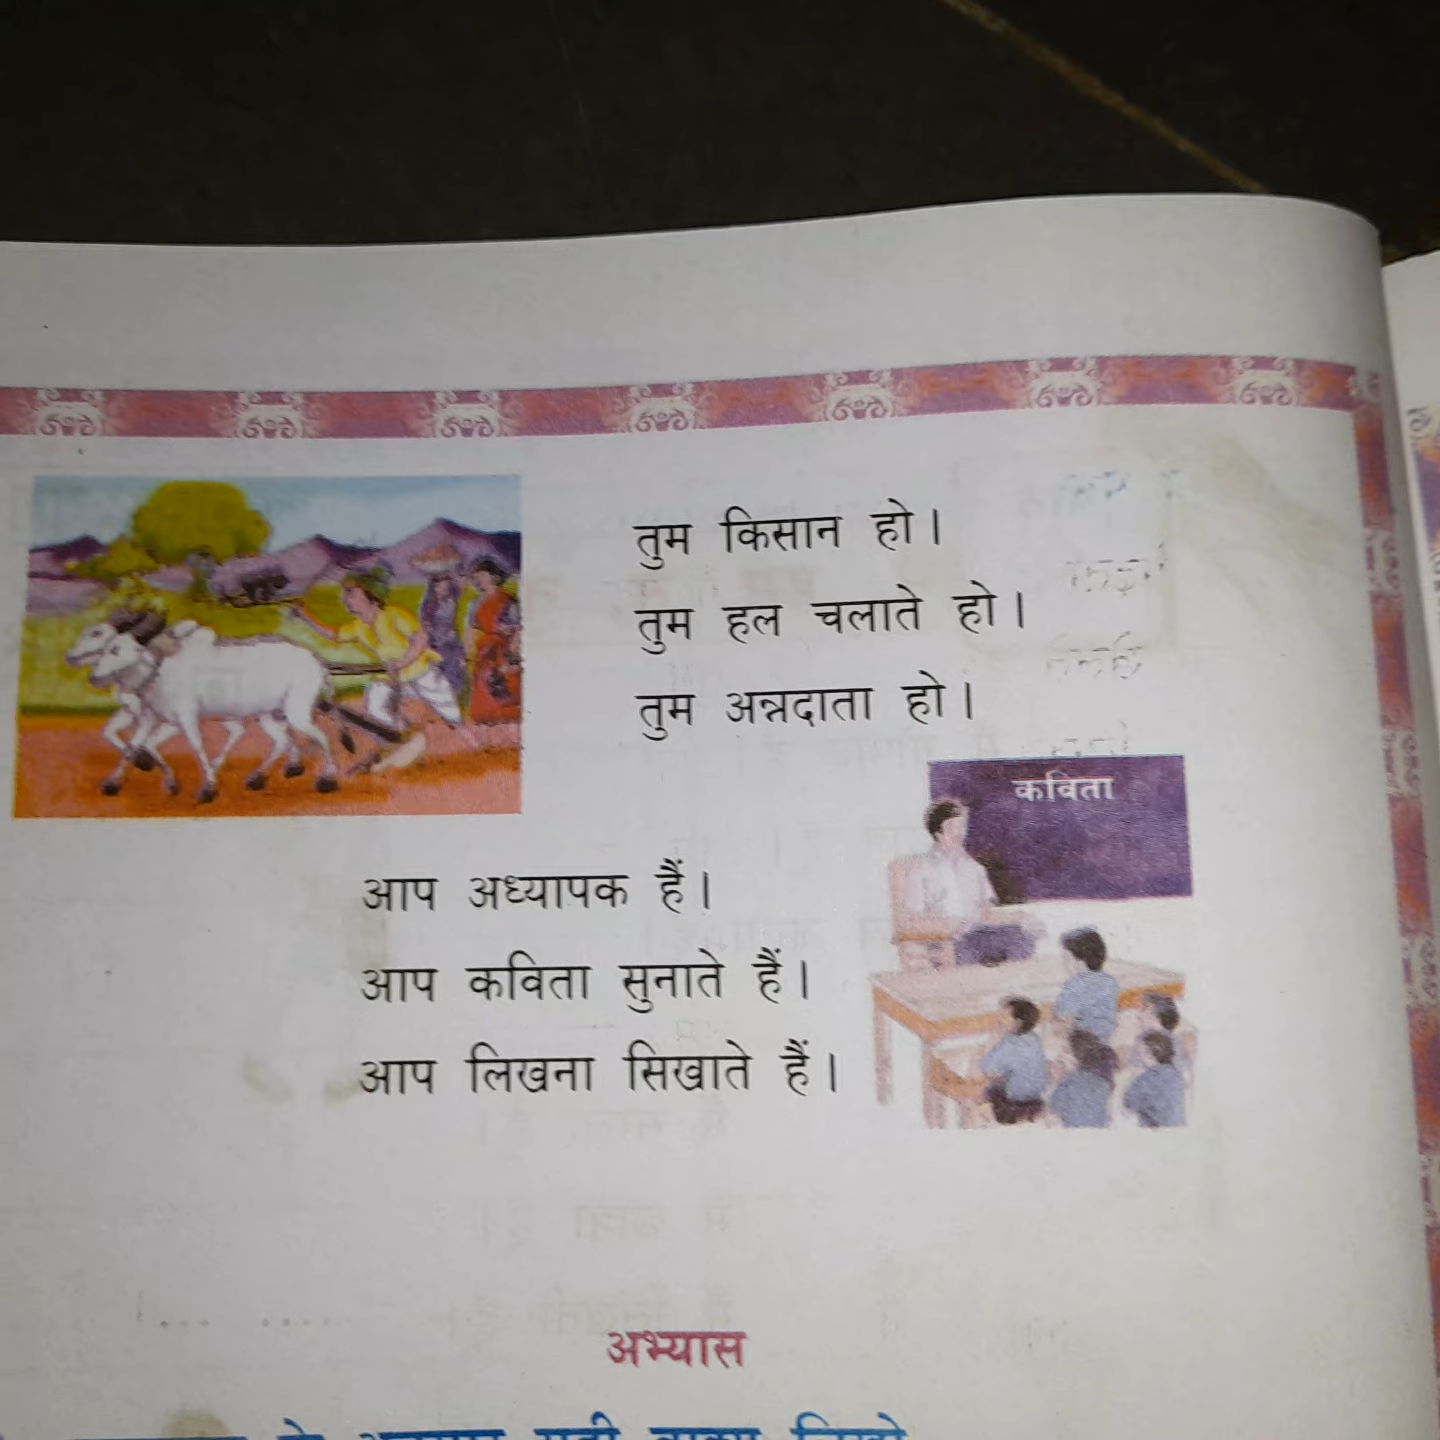 तुम किसान हो।
तुम हल चलाते हो।
तुम अन्नदाता हो।
कविता
आप अध्यापक हैं।
आप कविता सुनाते हैं।
आप लिखना सिखाते हैं।
अभ्यास